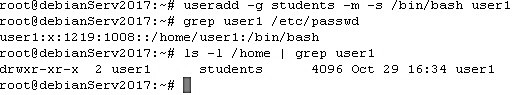 root@debianServ2017:~# useradd -g students -m -s /bin/bash user1
root@debianServ2017:~# grep user1 /etc/passwd
user1:x:1219:1008::/home/user1:/bin/bash
root@debianServ2017:~# ls -l /home | grep user1
drwxr-xr-x  2 user1      students      4096 Oct 29 16:34 user1
root@debianServ2017:~#